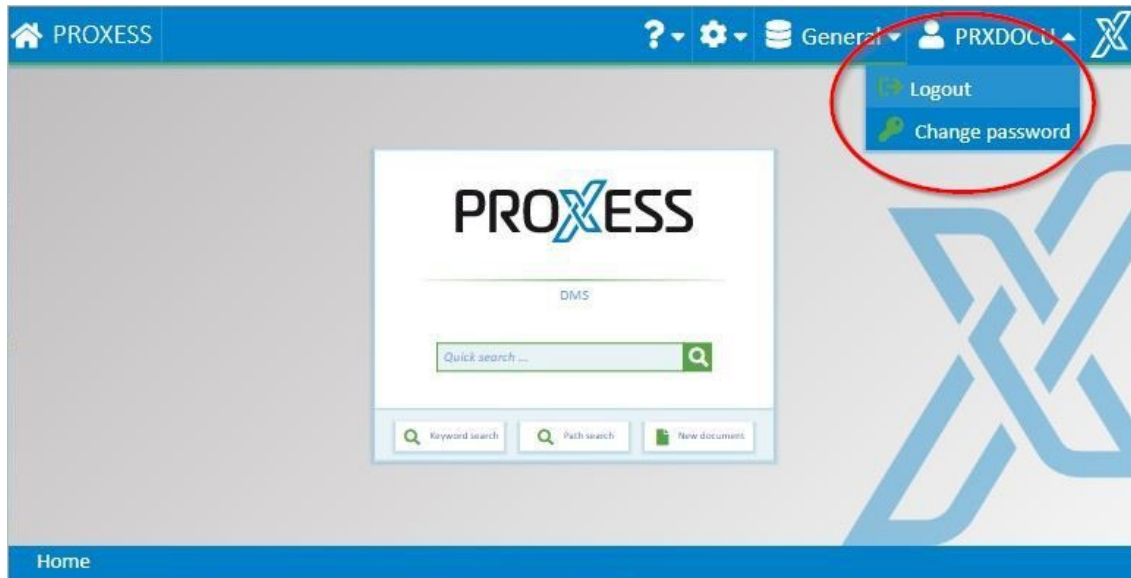 PROXESS
? General PRXDOCU
Logout
Change password
PROXESS
DMS
Quick search ...
Keyword search Path search New document
Home